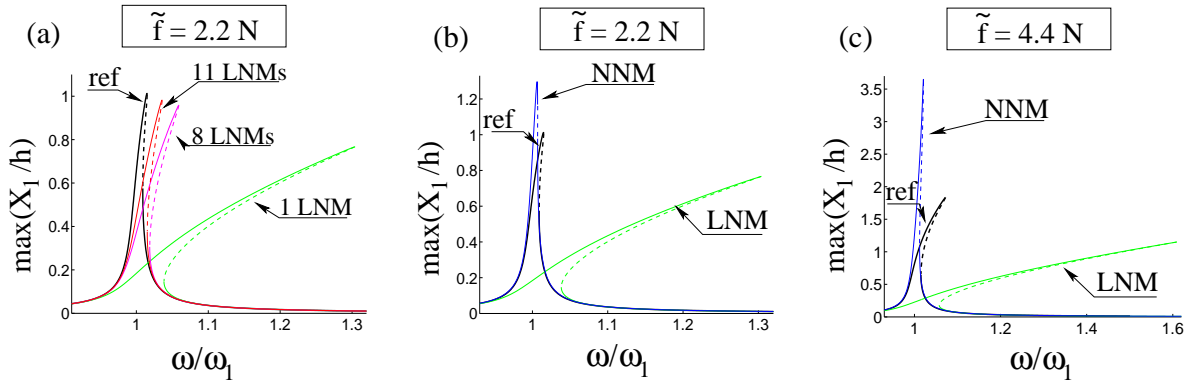 (a)
f̃ = 2.2 N
ref
11 LNMs
8 LNMs
1 LNM
max(X₁/h)
1
0.8
0.6
0.4
0.2
0
1
1.1
1.2
1.3
ω/ω₁
(b)
f̃ = 2.2 N
NNM
ref
LNM
max(X₁/h)
1.2
1
0.8
0.6
0.4
0.2
0
1
1.1
1.2
1.3
ω/ω₁
(c)
f̃ = 4.4 N
NNM
ref
LNM
max(X₁/h)
3.5
3
2.5
2
1.5
1
0.5
0
1
1.2
1.4
1.6
ω/ω₁